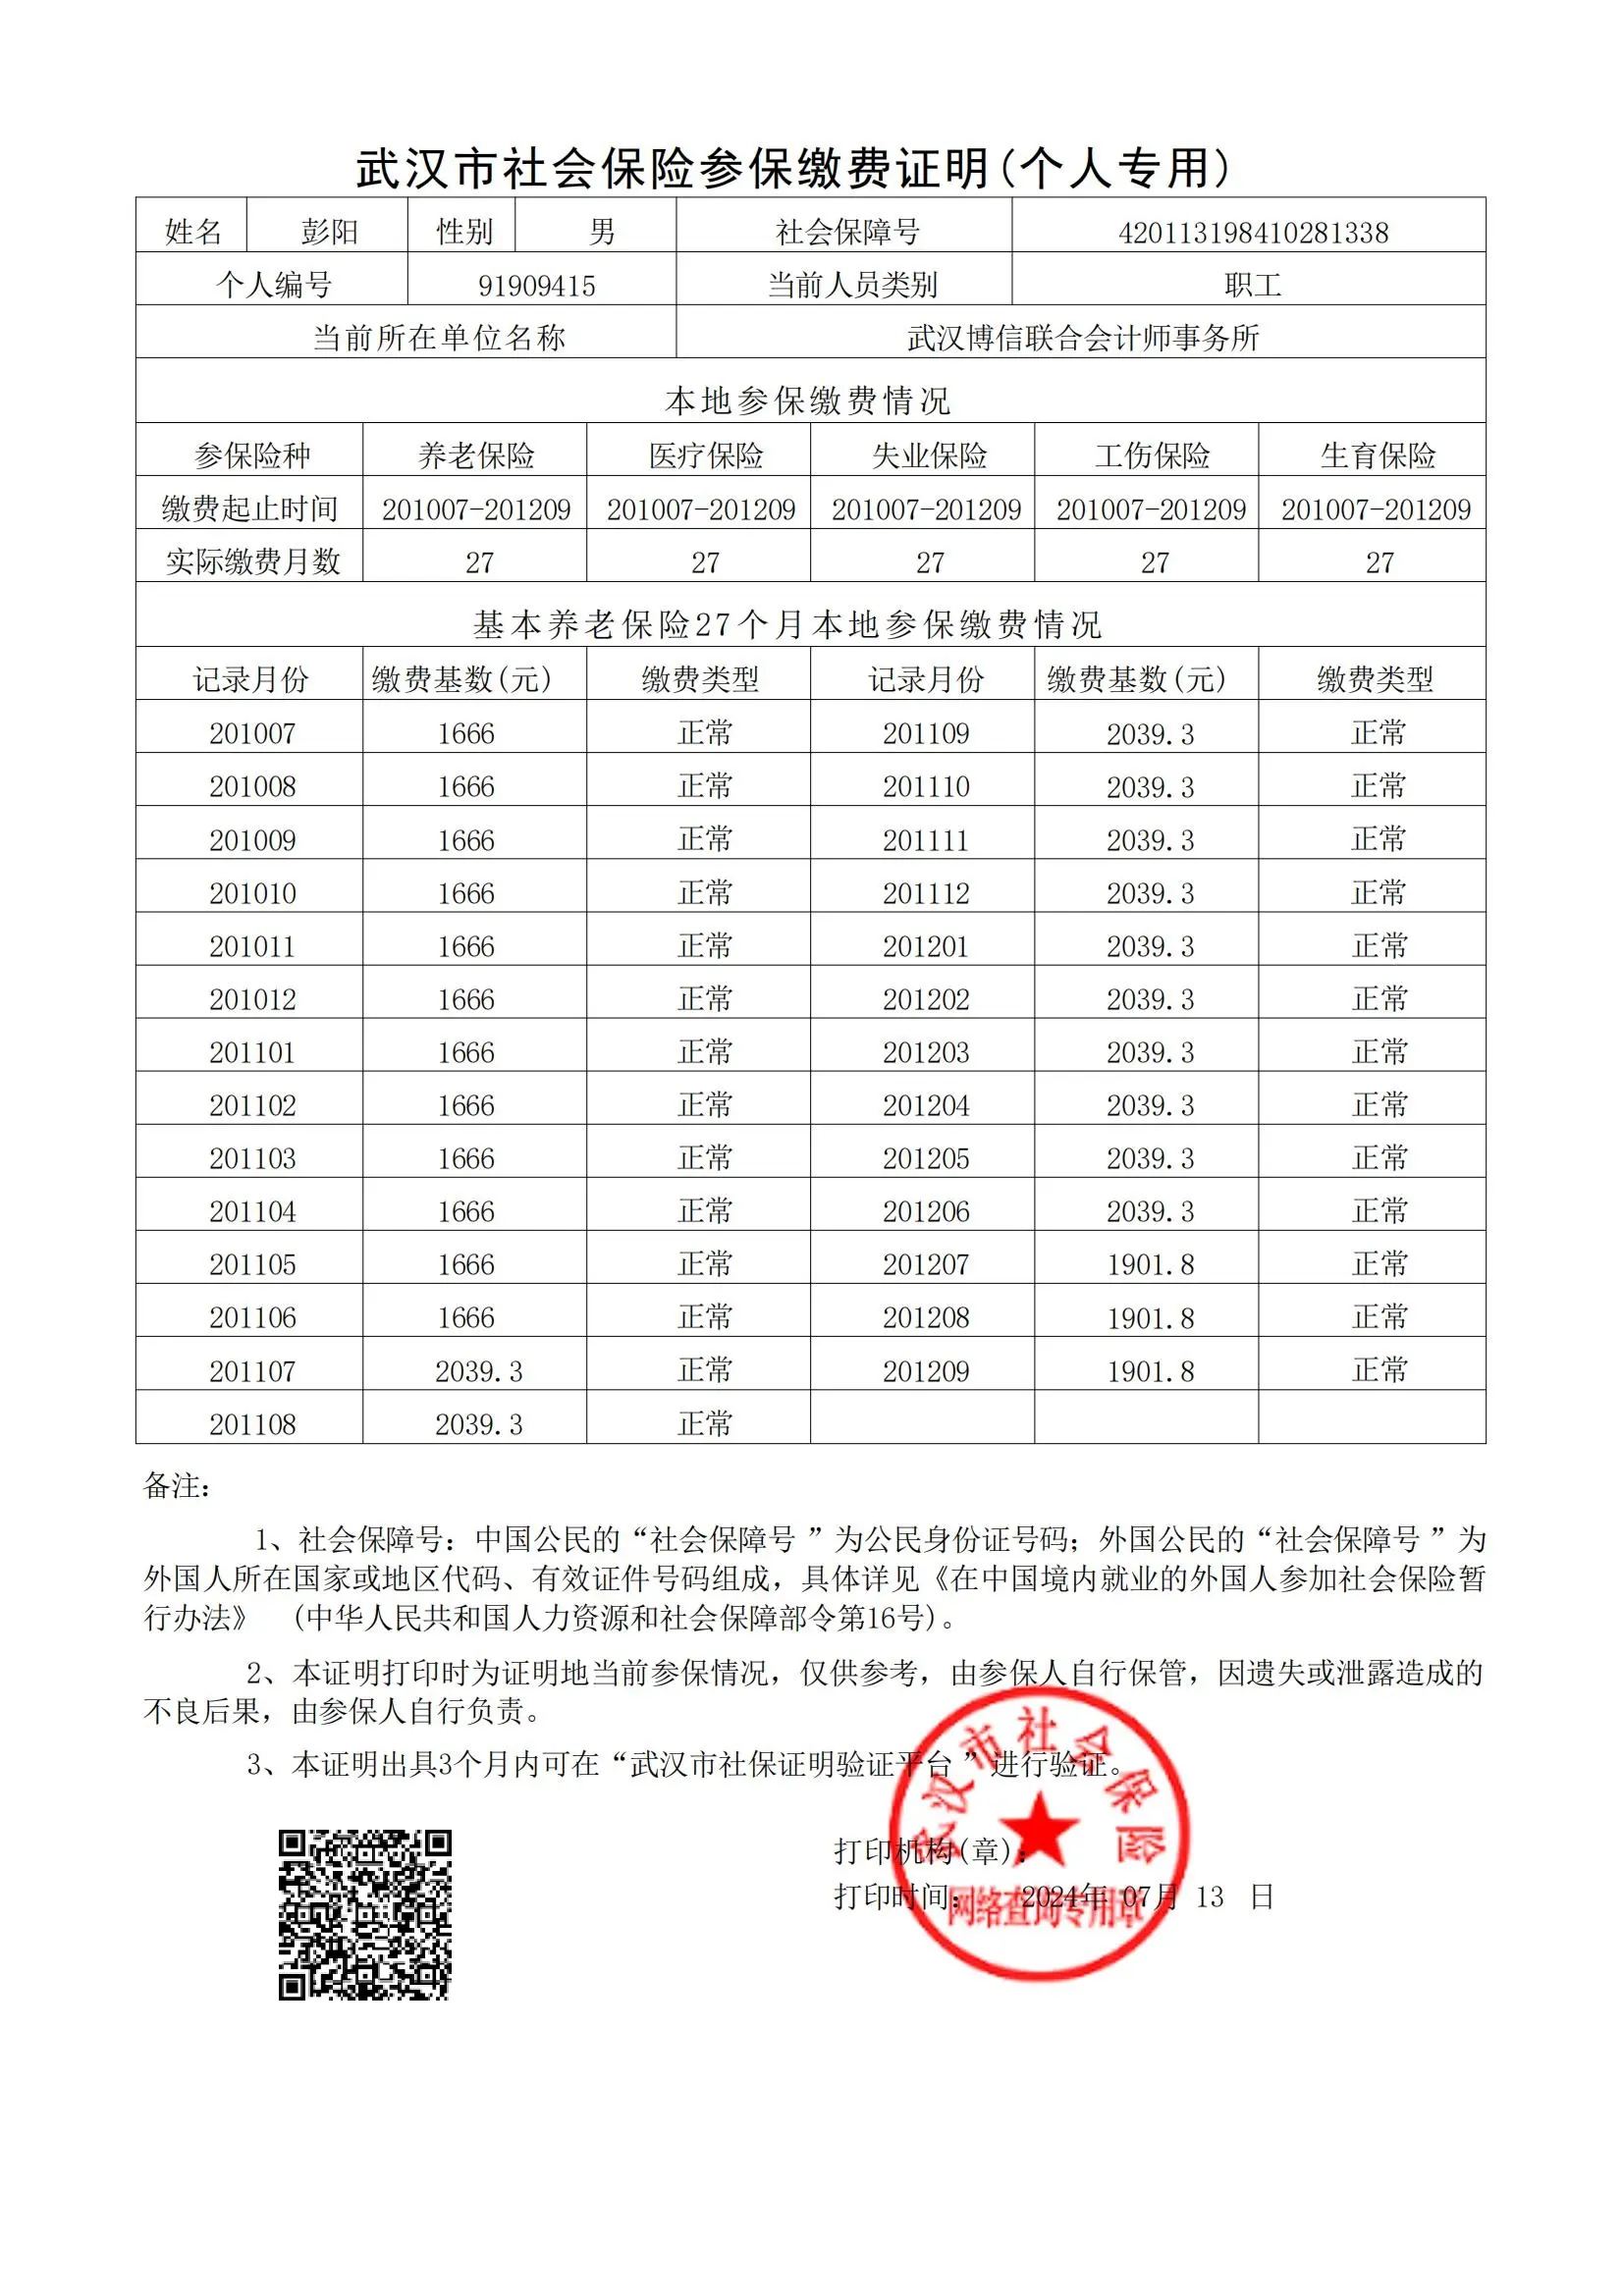 武汉市社会保险参保缴费证明(个人专用)
姓名 彭阳 性别 男 社会保障号 420113198410281338
个人编号 91909415 当前人员类别 职工
当前所在单位名称 武汉博信联合会计师事务所
本地参保缴费情况
参保险种 养老保险 医疗保险 失业保险 工伤保险 生育保险
缴费起止时间 201007-201209 201007-201209 201007-201209 201007-201209 201007-201209
实际缴费月数 27 27 27 27 27
基本养老保险27个月本地参保缴费情况
记录月份 缴费基数(元) 缴费类型 记录月份 缴费基数(元) 缴费类型
201007 1666 正常 201109 2039.3 正常
201008 1666 正常 201110 2039.3 正常
201009 1666 正常 201111 2039.3 正常
201010 1666 正常 201112 2039.3 正常
201011 1666 正常 201201 2039.3 正常
201012 1666 正常 201202 2039.3 正常
201101 1666 正常 201203 2039.3 正常
201102 1666 正常 201204 2039.3 正常
201103 1666 正常 201205 2039.3 正常
201104 1666 正常 201206 2039.3 正常
201105 1666 正常 201207 1901.8 正常
201106 1666 正常 201208 1901.8 正常
201107 2039.3 正常 201209 1901.8 正常
201108 2039.3 正常
备注：
1、社会保障号：中国公民的“社会保障号 ”为公民身份证号码；外国公民的“社会保障号 ”为
外国人所在国家或地区代码、有效证件号码组成，具体详见《在中国境内就业的外国人参加社会保险暂
行办法》 (中华人民共和国人力资源和社会保障部令第16号)。
2、本证明打印时为证明地当前参保情况，仅供参考，由参保人自行保管，因遗失或泄露造成的
不良后果，由参保人自行负责。
3、本证明出具3个月内可在“武汉市社保证明验证平台 ”进行验证。
打印机构(章)：
打印时间： 2024年 07月 13 日
武汉市社会保险
网络查询专用章